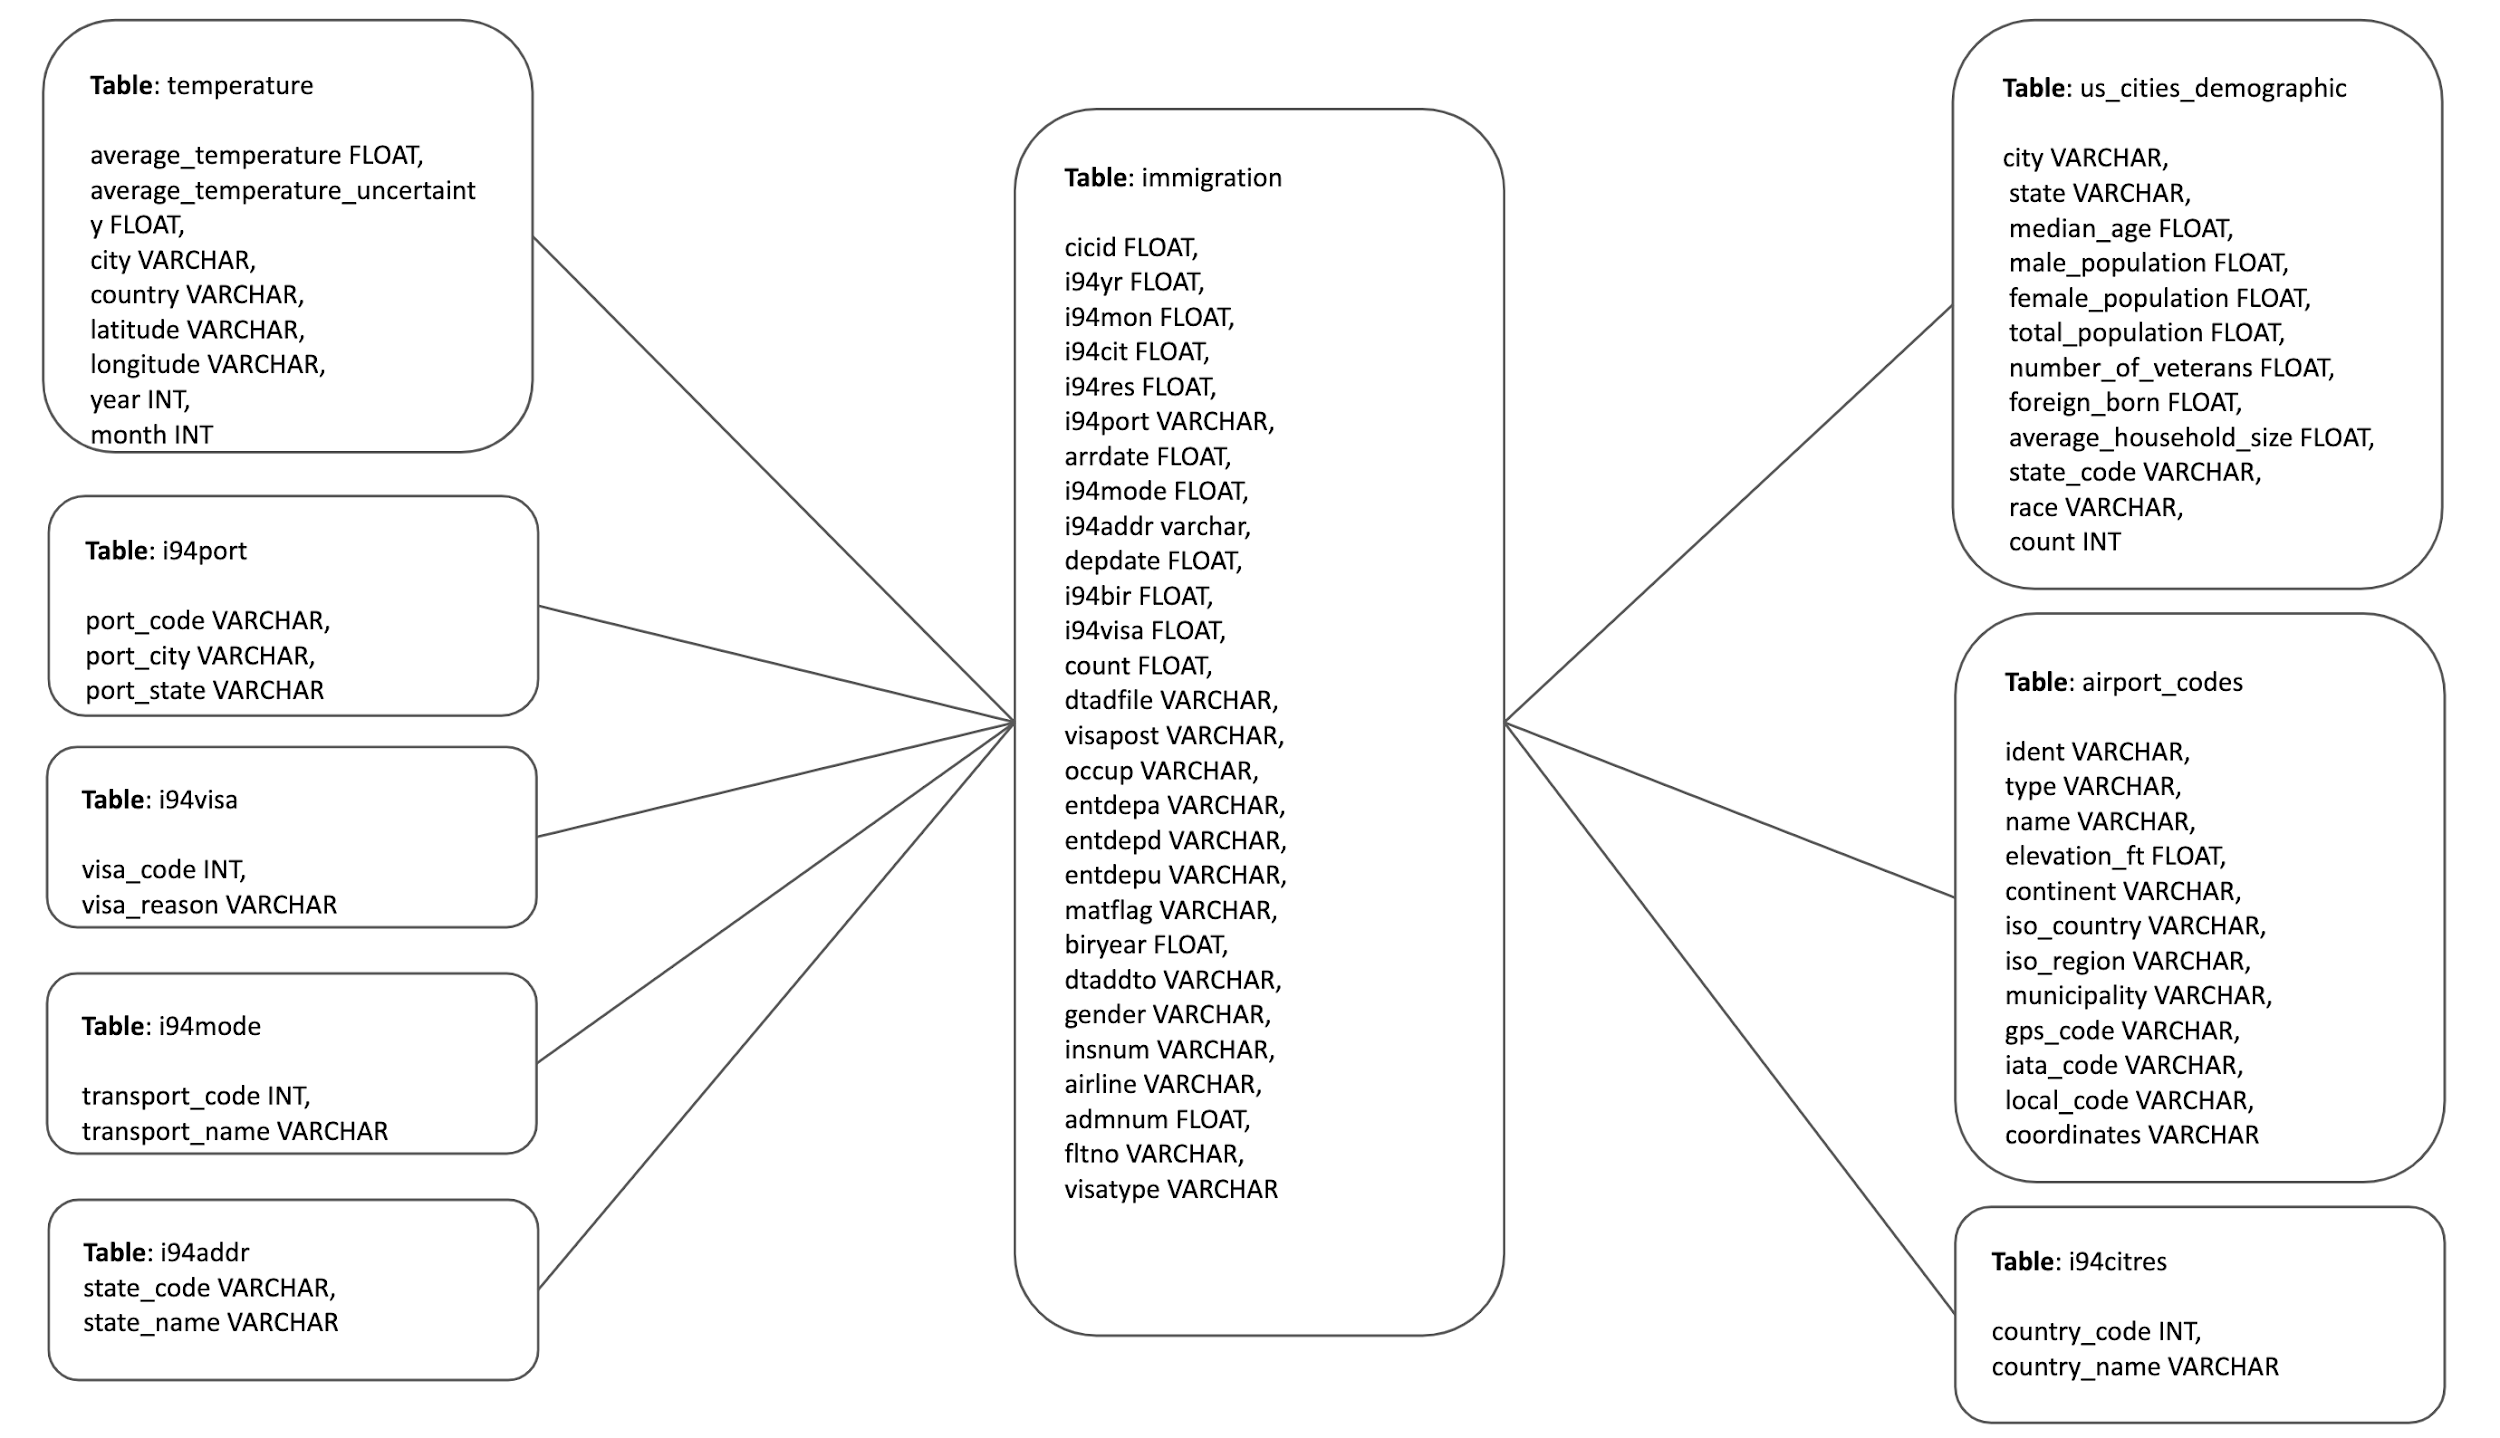 Table: temperature
average_temperature FLOAT,
average_temperature_uncertaint
y FLOAT,
city VARCHAR,
country VARCHAR,
latitude VARCHAR,
longitude VARCHAR,
year INT,
month INT
Table: i94port
port_code VARCHAR,
port_city VARCHAR,
port_state VARCHAR
Table: i94visa
visa_code INT,
visa_reason VARCHAR
Table: i94mode
transport_code INT,
transport_name VARCHAR
Table: i94addr
state_code VARCHAR,
state_name VARCHAR
Table: immigration
cicid FLOAT,
i94yr FLOAT,
i94mon FLOAT,
i94cit FLOAT,
i94res FLOAT,
i94port VARCHAR,
arrdate FLOAT,
i94mode FLOAT,
i94addr varchar,
depdate FLOAT,
i94bir FLOAT,
i94visa FLOAT,
count FLOAT,
dtadfile VARCHAR,
visapost VARCHAR,
occup VARCHAR,
entdepa VARCHAR,
entdepd VARCHAR,
entdepu VARCHAR,
matflag VARCHAR,
biryear FLOAT,
dtaddto VARCHAR,
gender VARCHAR,
insnum VARCHAR,
airline VARCHAR,
admnum FLOAT,
fltno VARCHAR,
visatype VARCHAR
Table: us_cities_demographic
city VARCHAR,
state VARCHAR,
median_age FLOAT,
male_population FLOAT,
female_population FLOAT,
total_population FLOAT,
number_of_veterans FLOAT,
foreign_born FLOAT,
average_household_size FLOAT,
state_code VARCHAR,
race VARCHAR,
count INT
Table: airport_codes
ident VARCHAR,
type VARCHAR,
name VARCHAR,
elevation_ft FLOAT,
continent VARCHAR,
iso_country VARCHAR,
iso_region VARCHAR,
municipality VARCHAR,
gps_code VARCHAR,
iata_code VARCHAR,
local_code VARCHAR,
coordinates VARCHAR
Table: i94citres
country_code INT,
country_name VARCHAR